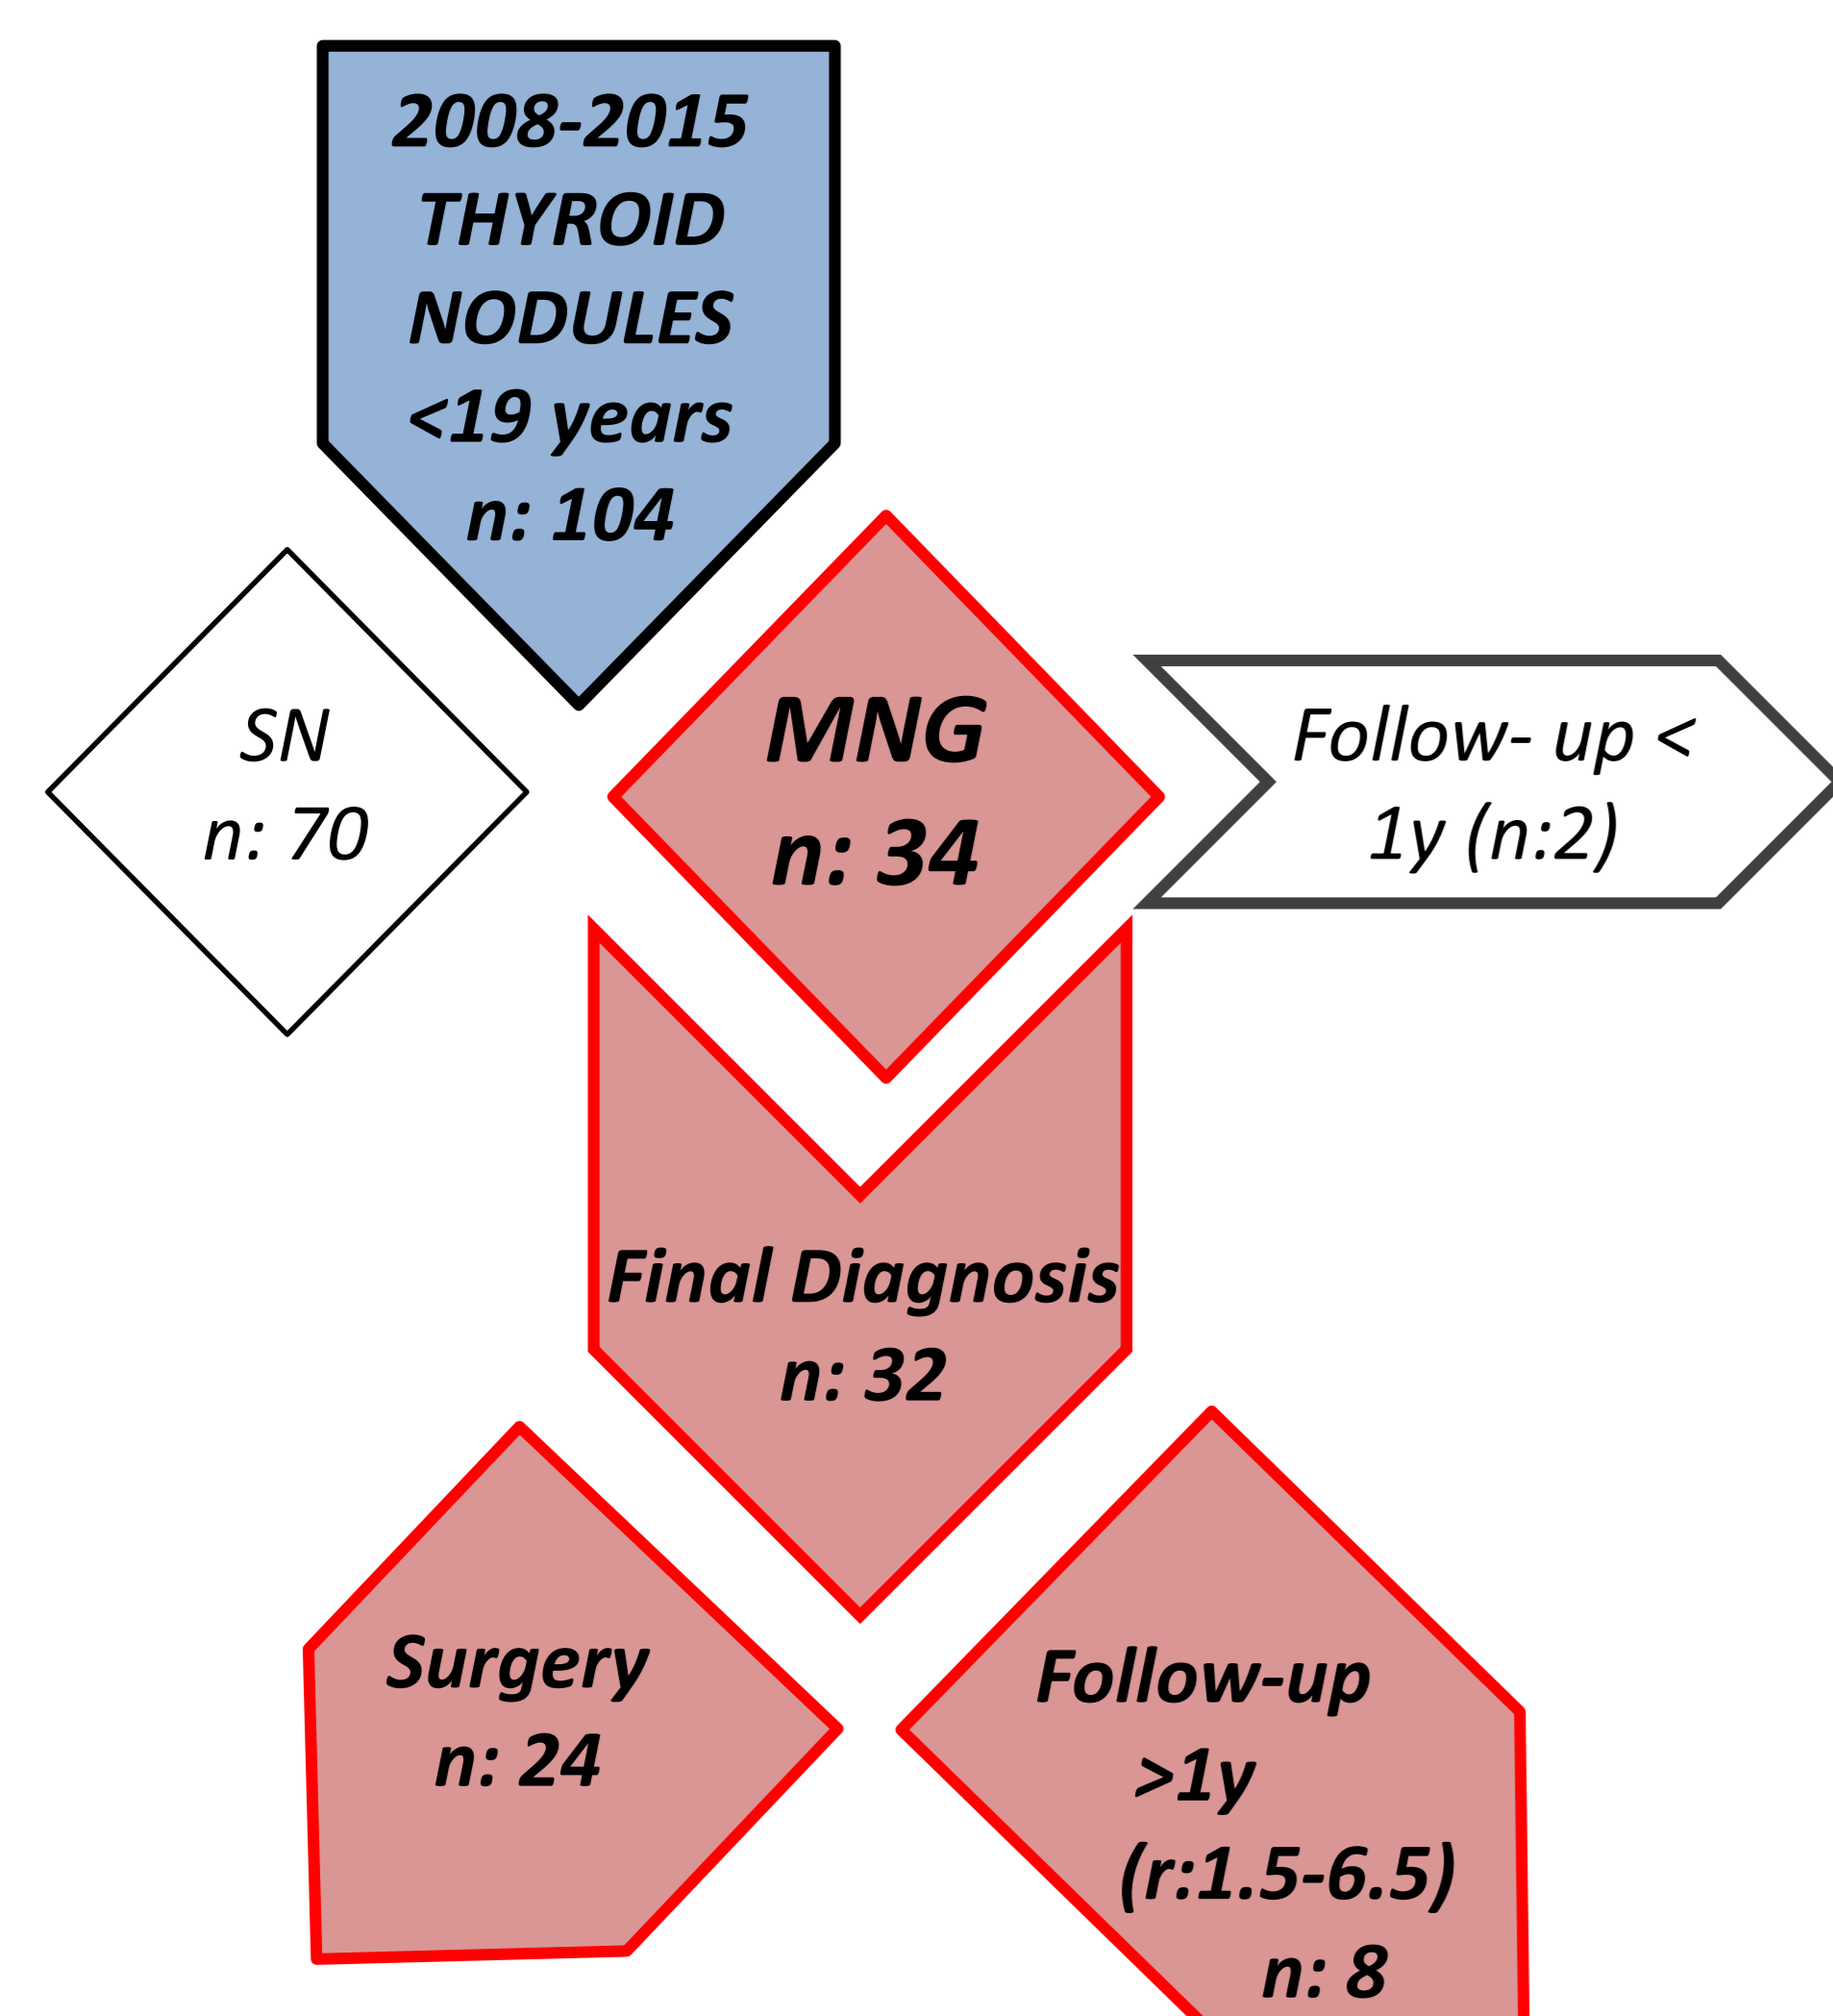 2008-2015
THYROID
NODULES
<19 years
n: 104
SN
n: 70
MNG
n: 34
Follow- up <
1y (n:2)
Final Diagnosis
n: 32
Surgery
n: 24
Follow-up
>1y
(r:1.5-6.5)
n: 8